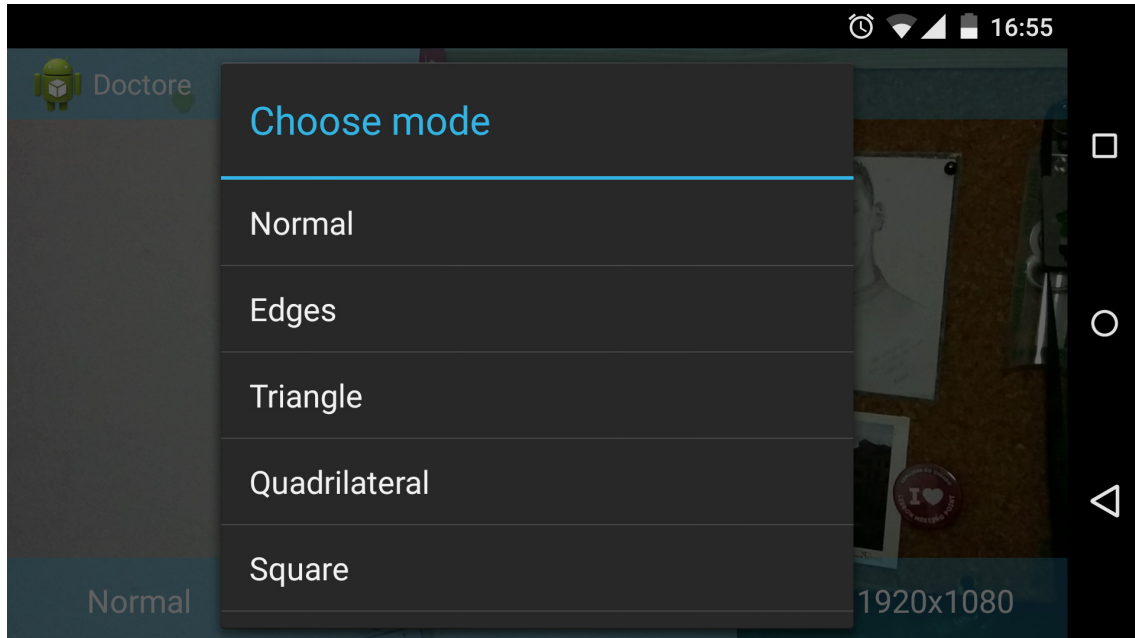 16:55
Doctore
Choose mode
Normal
Edges
Triangle
Quadrilateral
Square
Normal
1920x1080
I